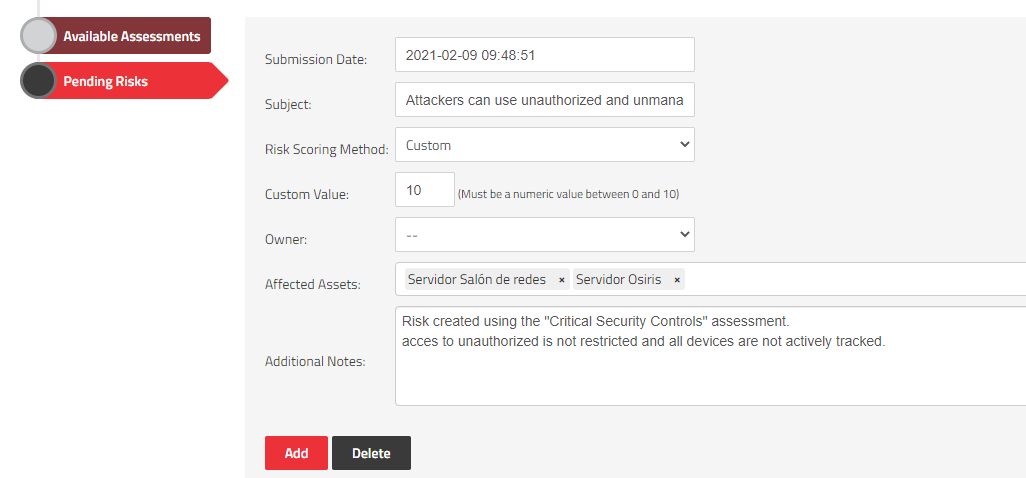 Available Assessments
Pending Risks
Submission Date: 2021-02-09 09:48:51
Subject: Attackers can use unauthorized and unmana
Risk Scoring Method: Custom
Custom Value: 10 (Must be a numeric value between 0 and 10)
Owner: --
Affected Assets: Servidor Salón de redes × Servidor Osiris ×
Risk created using the "Critical Security Controls" assessment.
acces to unauthorized is not restricted and all devices are not actively tracked.
Additional Notes:
Add Delete